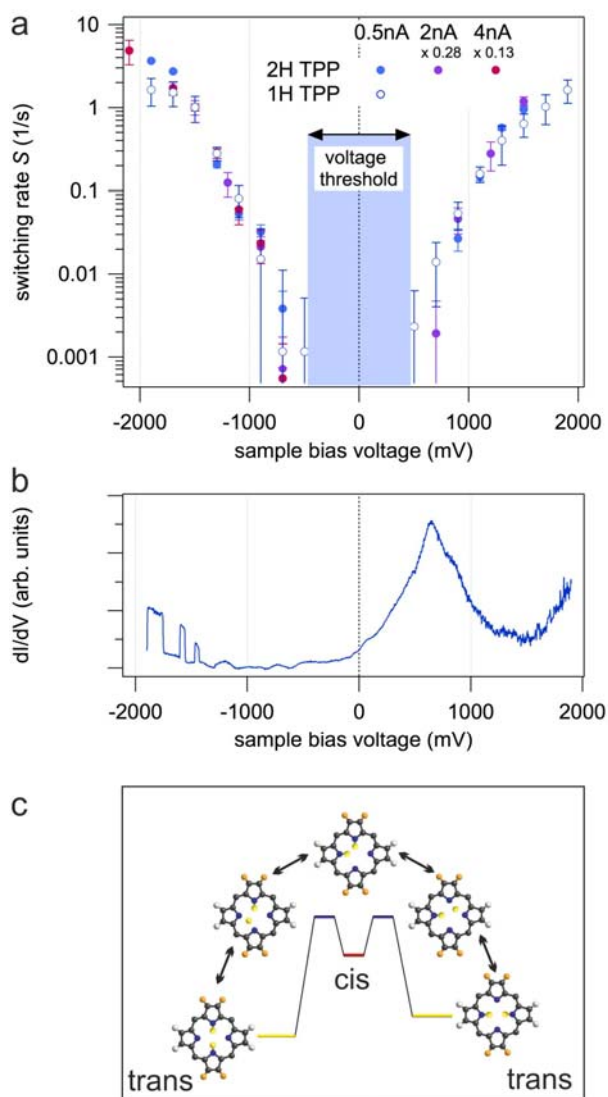 a
0.5nA 2nA 4nA
x 0.28 x 0.13
2H TPP
1H TPP
10
1
0.1
0.01
0.001
switching rate S (1/s)
voltage
threshold
-2000 -1000 0 1000 2000
sample bias voltage (mV)
b
dI/dV (arb. units)
-2000 -1000 0 1000 2000
sample bias voltage (mV)
c
cis
trans trans